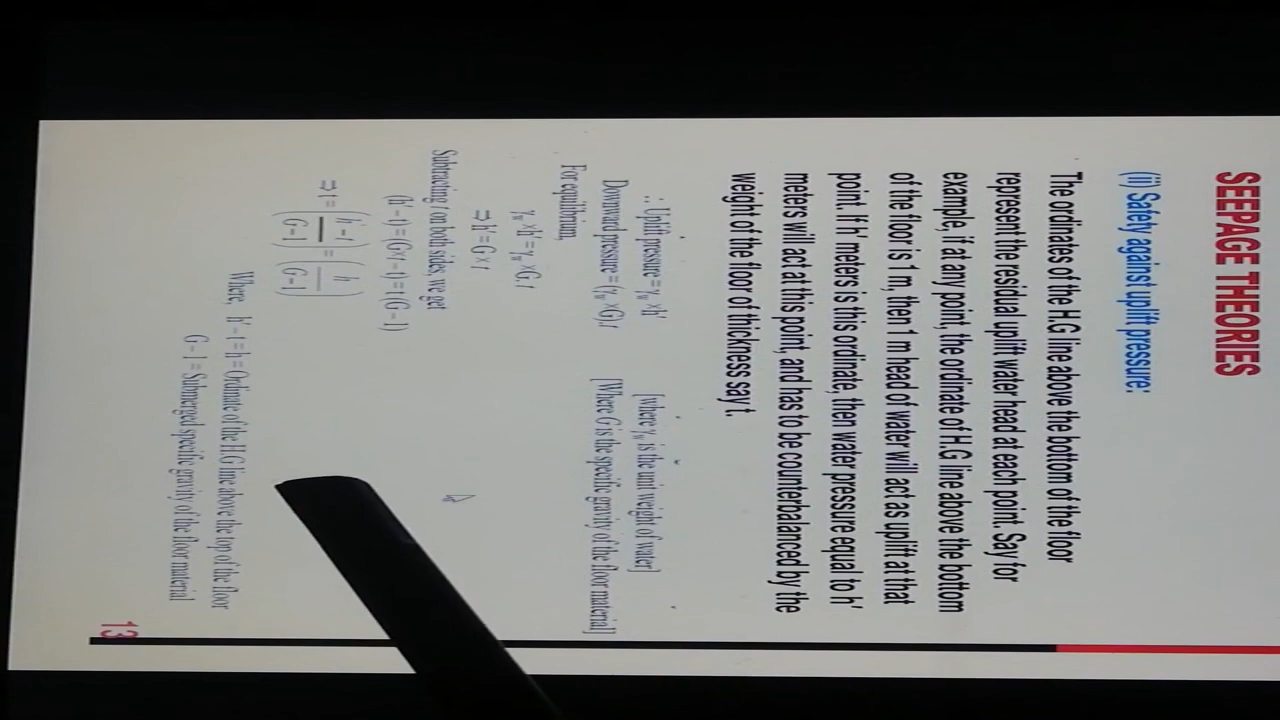 SEEPAGE THEORIES
(ii) Safety against uplift pressure:
The ordinates of the H.G line above the bottom of the floor
represent the residual uplift water head at each point. Say for
example, if at any point, the ordinate of H.G line above the bottom
of the floor is 1 m, then 1 m head of water will act as uplift at that
point. If h' meters is this ordinate, then water pressure equal to h'
meters will act at this point, and has to be counterbalanced by the
weight of the floor of thickness say t.
∴ Uplift pressure = γw × h' [where γw is the unit weight of water]
Downward pressure = (γw × G).t [Where G is the specific gravity of the floor material]
For equilibrium,
γw × h' = γw × G. t
⇒ h' = G × t
Subtracting t on both sides, we get
(h' − t) = (G×t − t) = t (G − 1)
⇒ t = (h' − t / G − 1) = (h / G − 1)
Where, h' − t = h = Ordinate of the H.G line above the top of the floor
G − 1 = Submerged specific gravity of the floor material
13